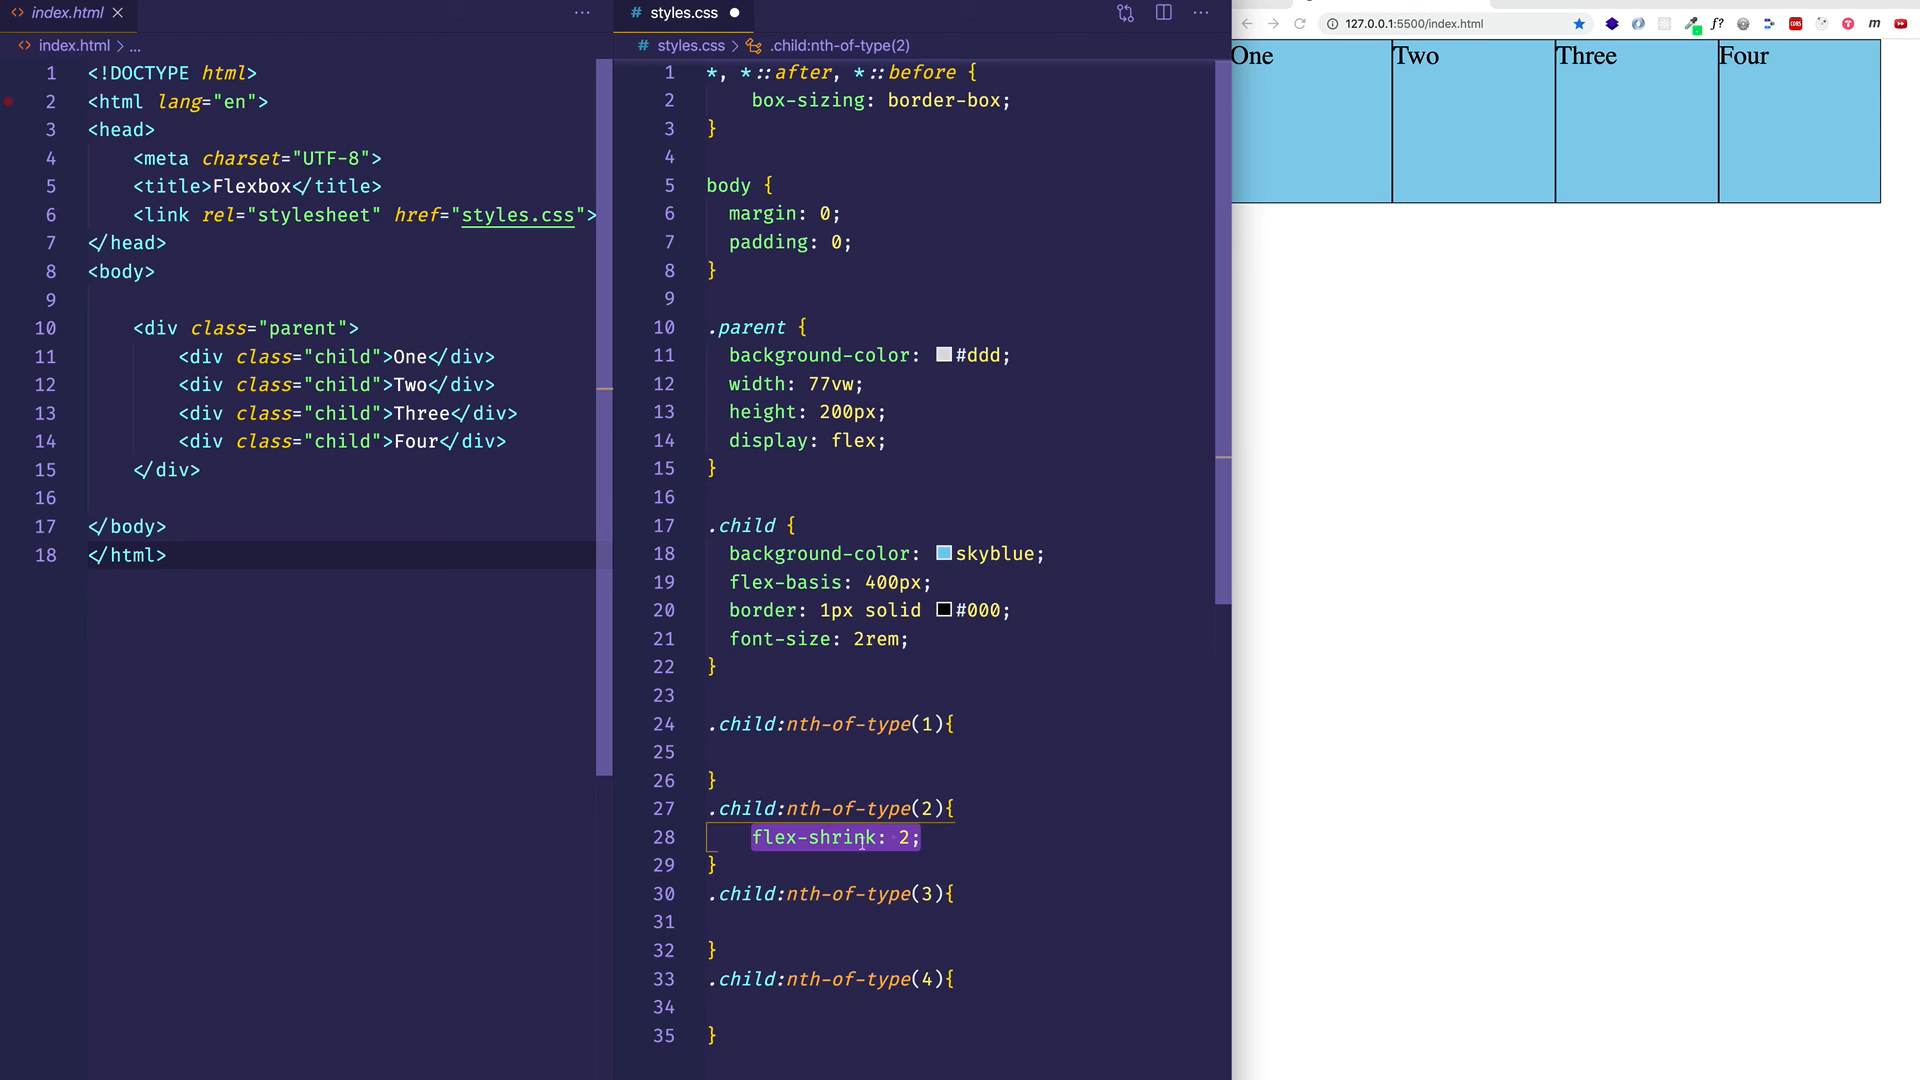 index.html
index.html > ...
1 <!DOCTYPE html>
2 <html lang="en">
3 <head>
4 <meta charset="UTF-8">
5 <title>Flexbox</title>
6 <link rel="stylesheet" href="styles.css">
7 </head>
8 <body>
9
10 <div class="parent">
11 <div class="child">One</div>
12 <div class="child">Two</div>
13 <div class="child">Three</div>
14 <div class="child">Four</div>
15 </div>
16
17 </body>
18 </html>
# styles.css
# styles.css > .child:nth-of-type(2)
1 *, *::after, *::before {
2 box-sizing: border-box;
3 }
4
5 body {
6 margin: 0;
7 padding: 0;
8 }
9
10 .parent {
11 background-color: #ddd;
12 width: 77vw;
13 height: 200px;
14 display: flex;
15 }
16
17 .child {
18 background-color: skyblue;
19 flex-basis: 400px;
20 border: 1px solid #000;
21 font-size: 2rem;
22 }
23
24 .child:nth-of-type(1){
25
26 }
27 .child:nth-of-type(2){
28 flex-shrink: 2;
29 }
30 .child:nth-of-type(3){
31
32 }
33 .child:nth-of-type(4){
34
35 }
127.0.0.1:5500/index.html
f?
CORS
T
m
One
Two
Three
Four